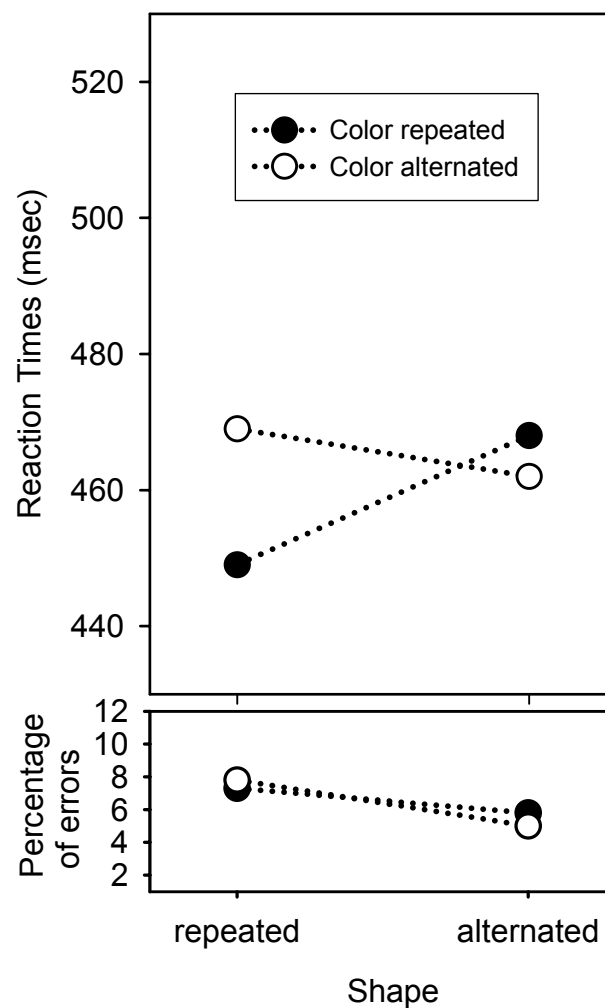 520
500
480
460
440
Reaction Times (msec)
Color repeated
Color alternated
12
10
8
6
4
2
Percentage
of errors
repeated
alternated
Shape